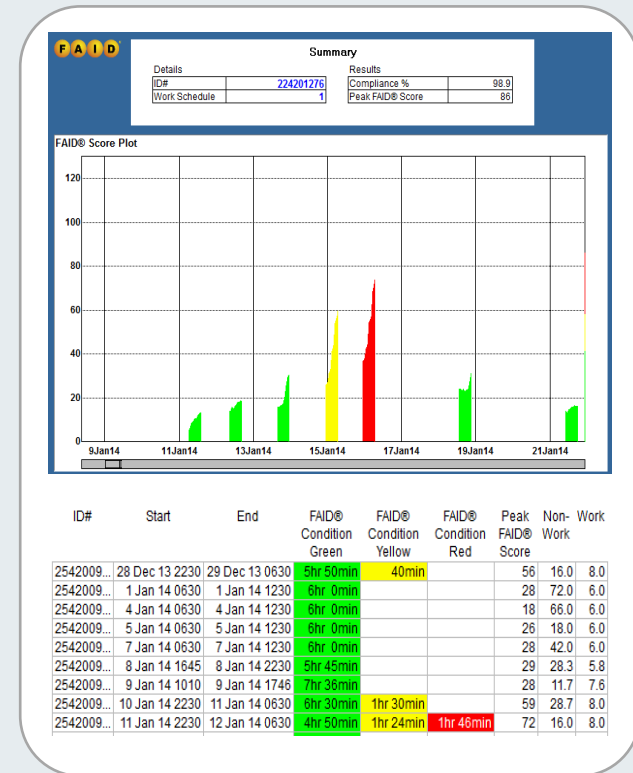 FAID
Summary
Details Results
ID# 224201276 Compliance % 98.9
Work Schedule 1 Peak FAID® Score 86
FAID® Score Plot
120
100
80
60
40
20
0
9Jan14 11Jan14 13Jan14 15Jan14 17Jan14 19Jan14 21Jan14
ID# Start End FAID® FAID® FAID® Peak Non- Work
Condition Condition Condition FAID® Work
Green Yellow Red Score
2542009... 28 Dec 13 2230 29 Dec 13 0630 5hr 50min 40min 56 16.0 8.0
2542009... 1 Jan 14 0630 1 Jan 14 1230 6hr 0min 28 72.0 6.0
2542009... 4 Jan 14 0630 4 Jan 14 1230 6hr 0min 18 66.0 6.0
2542009... 5 Jan 14 0630 5 Jan 14 1230 6hr 0min 26 18.0 6.0
2542009... 7 Jan 14 0630 7 Jan 14 1230 6hr 0min 28 42.0 6.0
2542009... 8 Jan 14 1645 8 Jan 14 2230 5hr 45min 29 28.3 5.8
2542009... 9 Jan 14 1010 9 Jan 14 1746 7hr 36min 28 11.7 7.6
2542009... 10 Jan 14 2230 11 Jan 14 0630 6hr 30min 1hr 30min 59 28.7 8.0
2542009... 11 Jan 14 2230 12 Jan 14 0630 4hr 50min 1hr 24min 1hr 46min 72 16.0 8.0